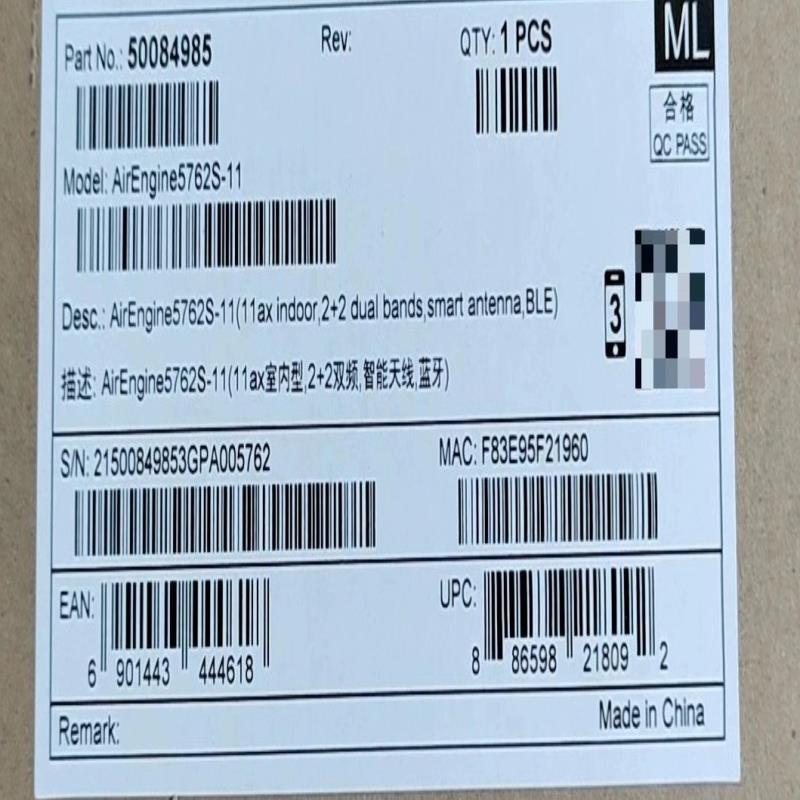 Part No.: 50084985 Rev: QTY: 1 PCS ML
合格
QC PASS
Model: AirEngine5762S-11
Desc.: AirEngine5762S-11(11ax indoor,2+2 dual bands,smart antenna,BLE)
3
描述: AirEngine5762S-11(11ax室内型,2+2双频,智能天线,蓝牙)
S/N: 21500849853GPA005762 MAC: F83E95F21960
EAN: UPC:
6 901443 444618 8 86598 21809 2
Remark: Made in China